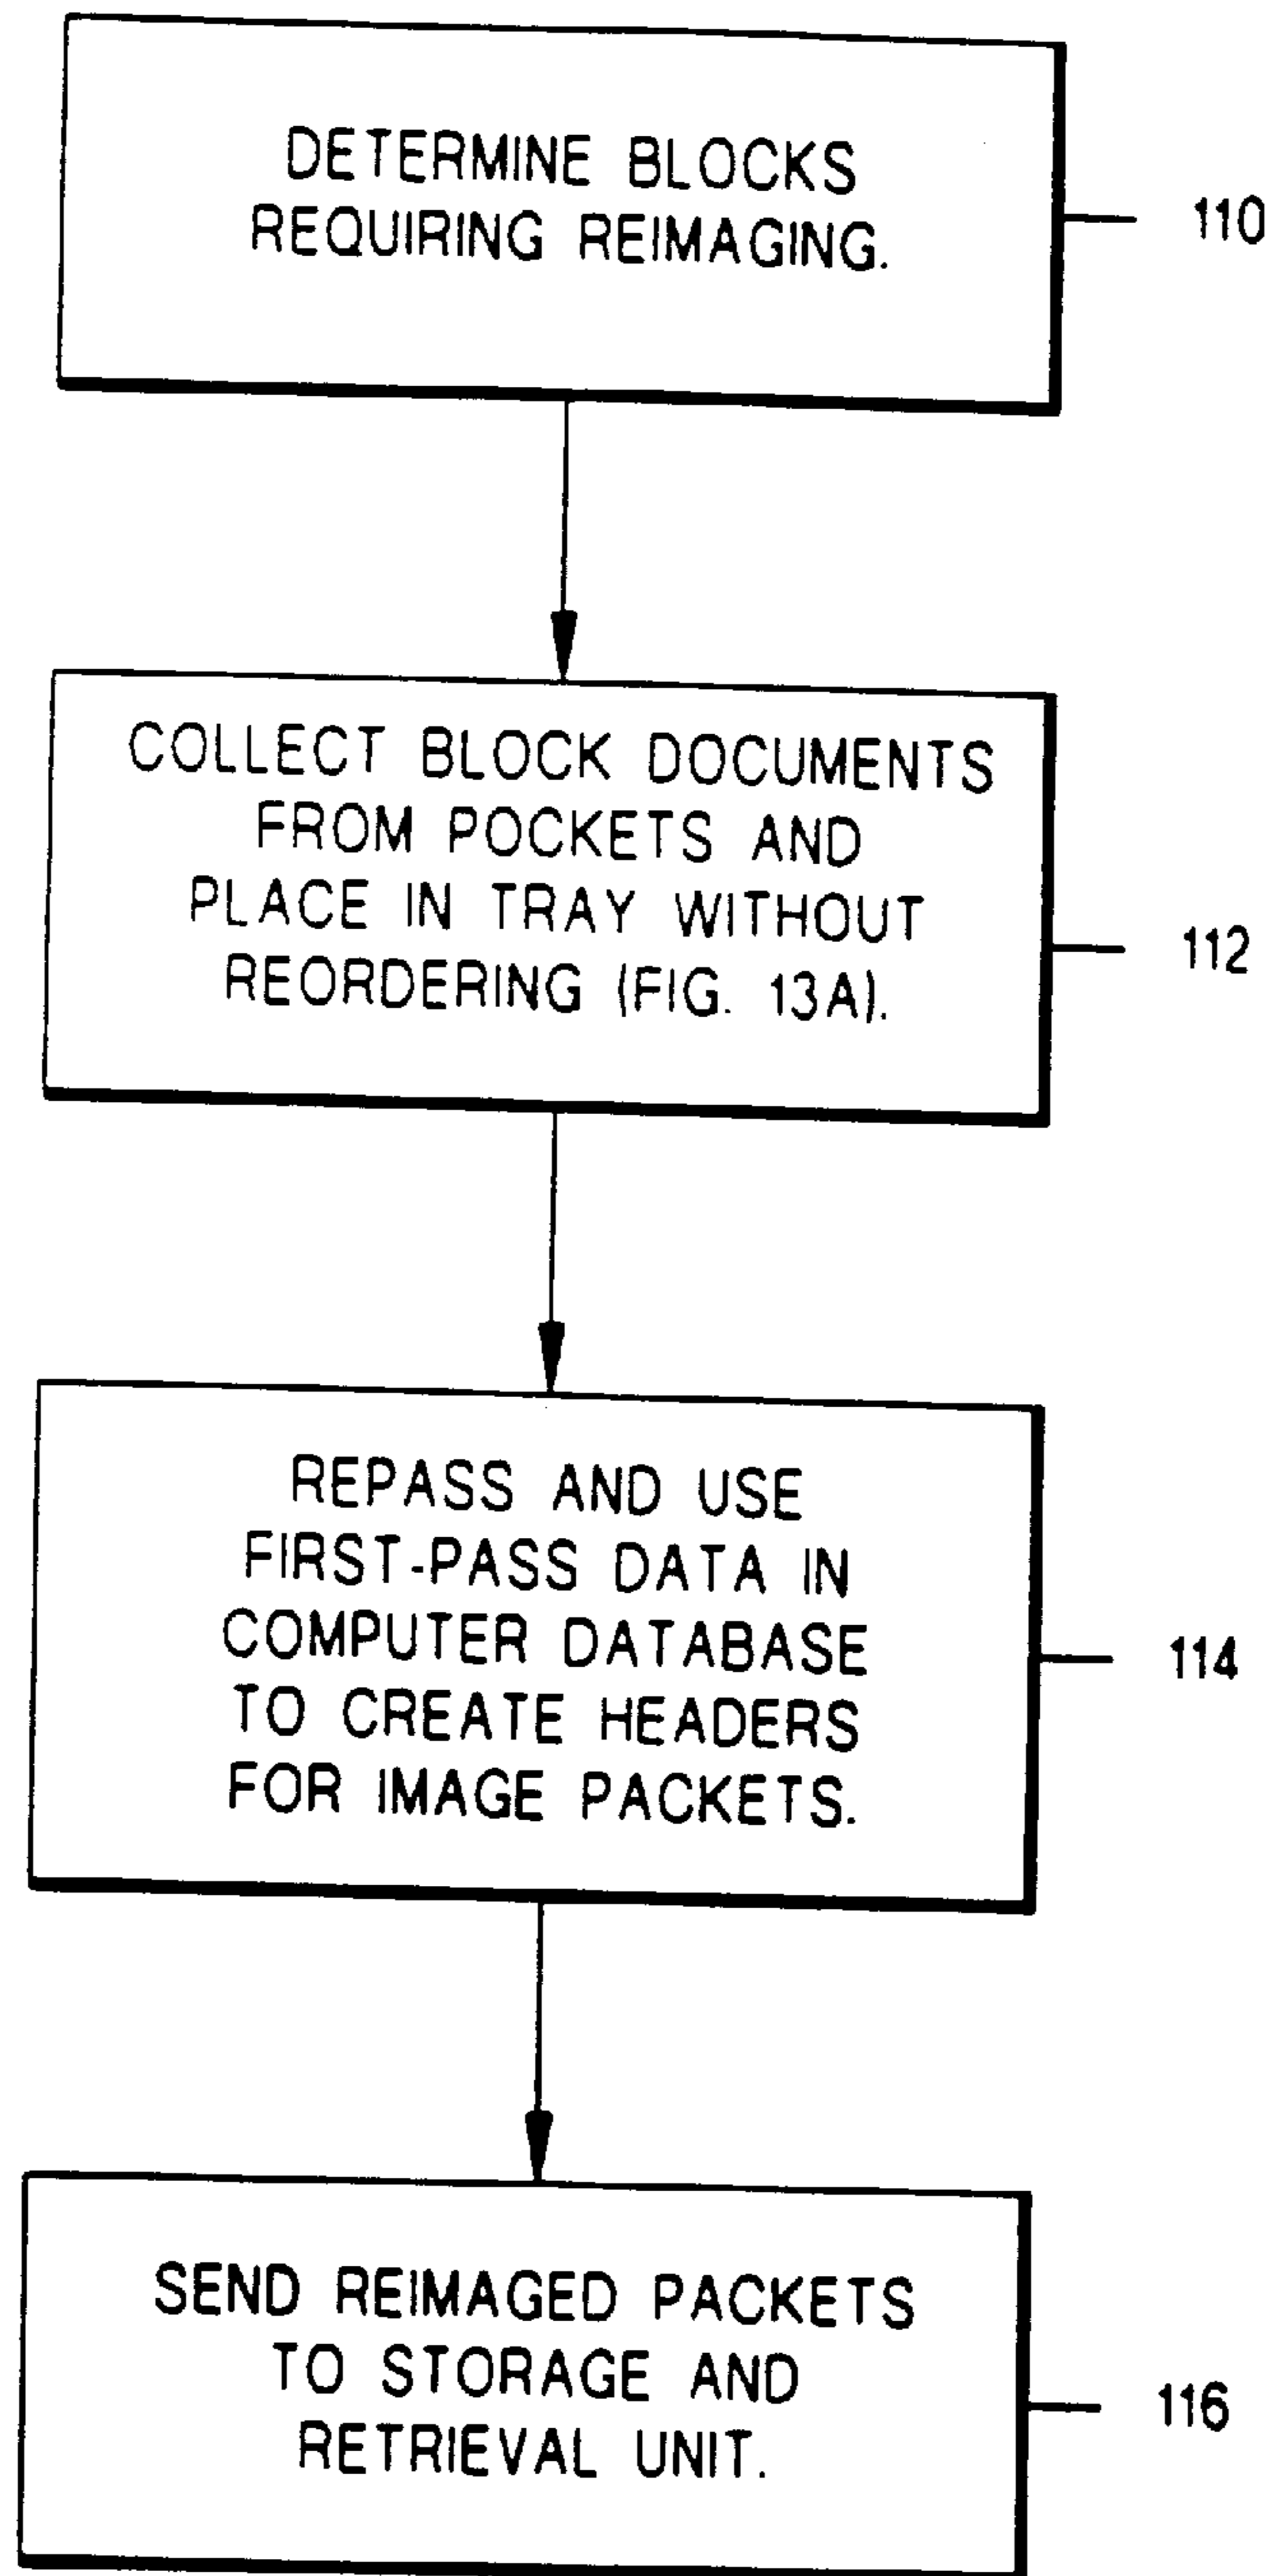 DETERMINE BLOCKS
REQUIRING REIMAGING.
110
COLLECT BLOCK DOCUMENTS
FROM POCKETS AND
PLACE IN TRAY WITHOUT
REORDERING (FIG. 13A).
112
REPASS AND USE
FIRST-PASS DATA IN
COMPUTER DATABASE
TO CREATE HEADERS
FOR IMAGE PACKETS.
114
SEND REIMAGED PACKETS
TO STORAGE AND
RETRIEVAL UNIT.
116